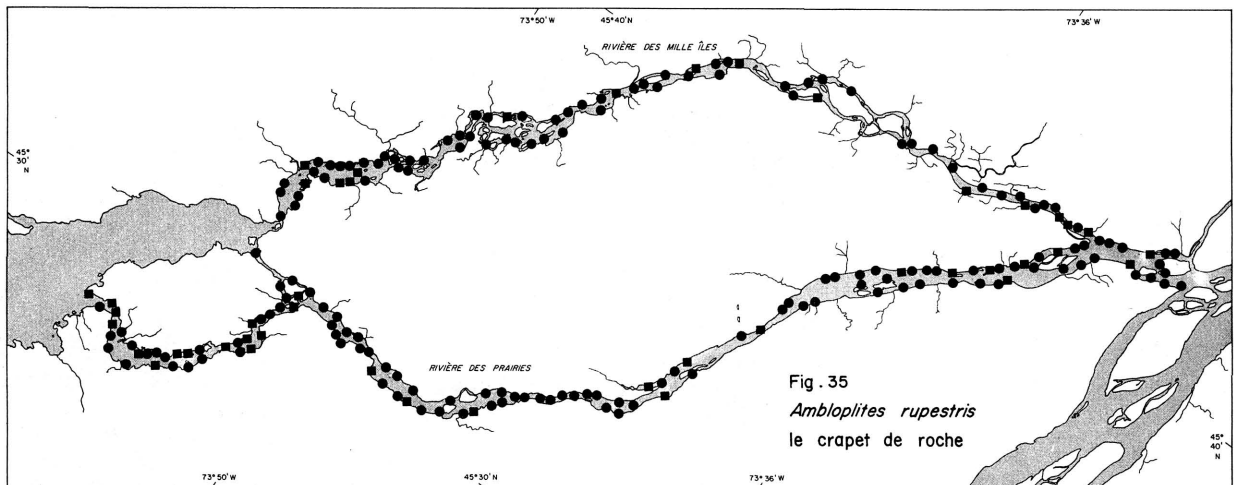 73° 50' W
45° 40' N
73° 36' W
RIVIÈRE DES MILLE ÎLES
45°
30'
N
RIVIÈRE DES PRAIRIES
Fig. 35
Ambloplites rupestris
le crapet de roche
45°
40'
N
73° 50' W
45° 30' N
73° 36' W